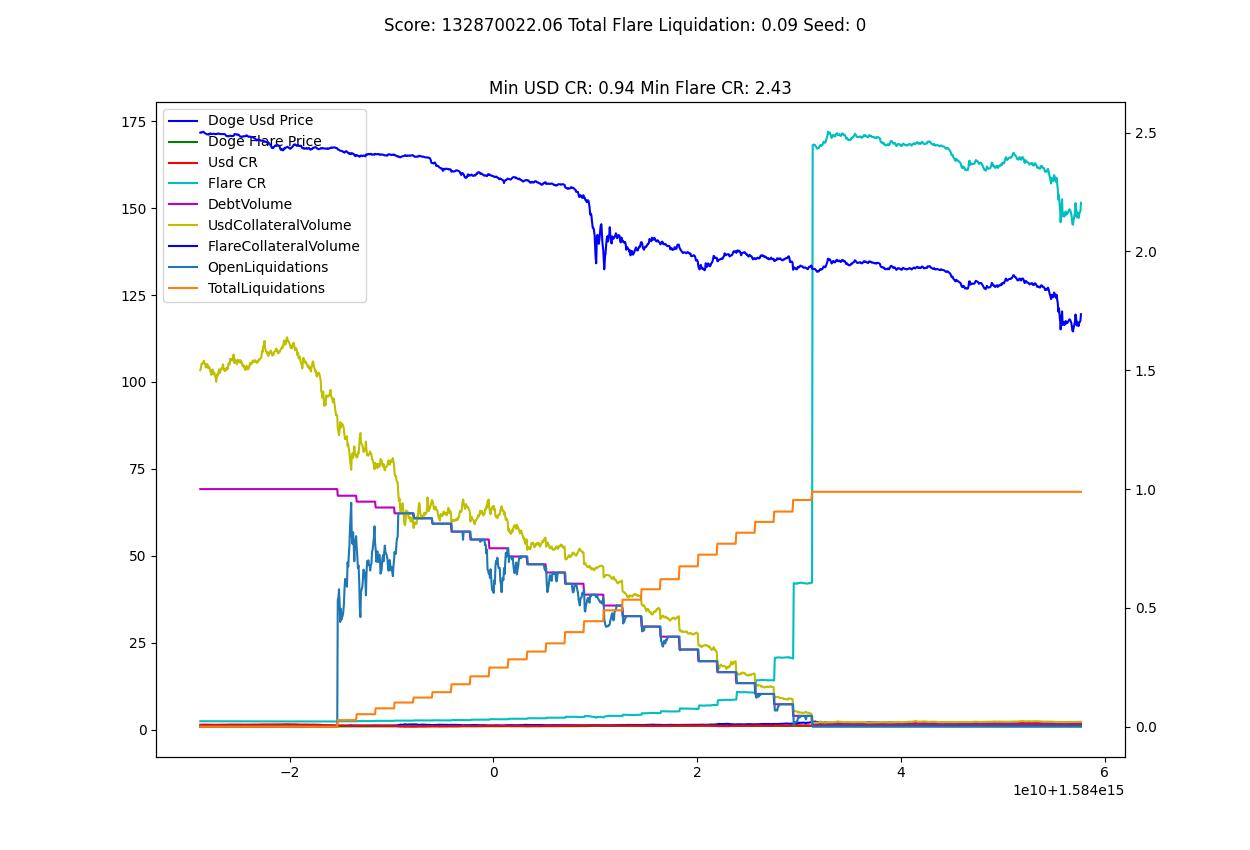 Score: 132870022.06 Total Flare Liquidation: 0.09 Seed: 0
Min USD CR: 0.94 Min Flare CR: 2.43
175
150
125
100
75
50
25
0
Doge Usd Price
Doge Flare Price
Usd CR
Flare CR
DebtVolume
UsdCollateralVolume
FlareCollateralVolume
OpenLiquidations
TotalLiquidations
2.5
2.0
1.5
1.0
0.5
0.0
−2 0 2 4 6
1e10+1.584e15